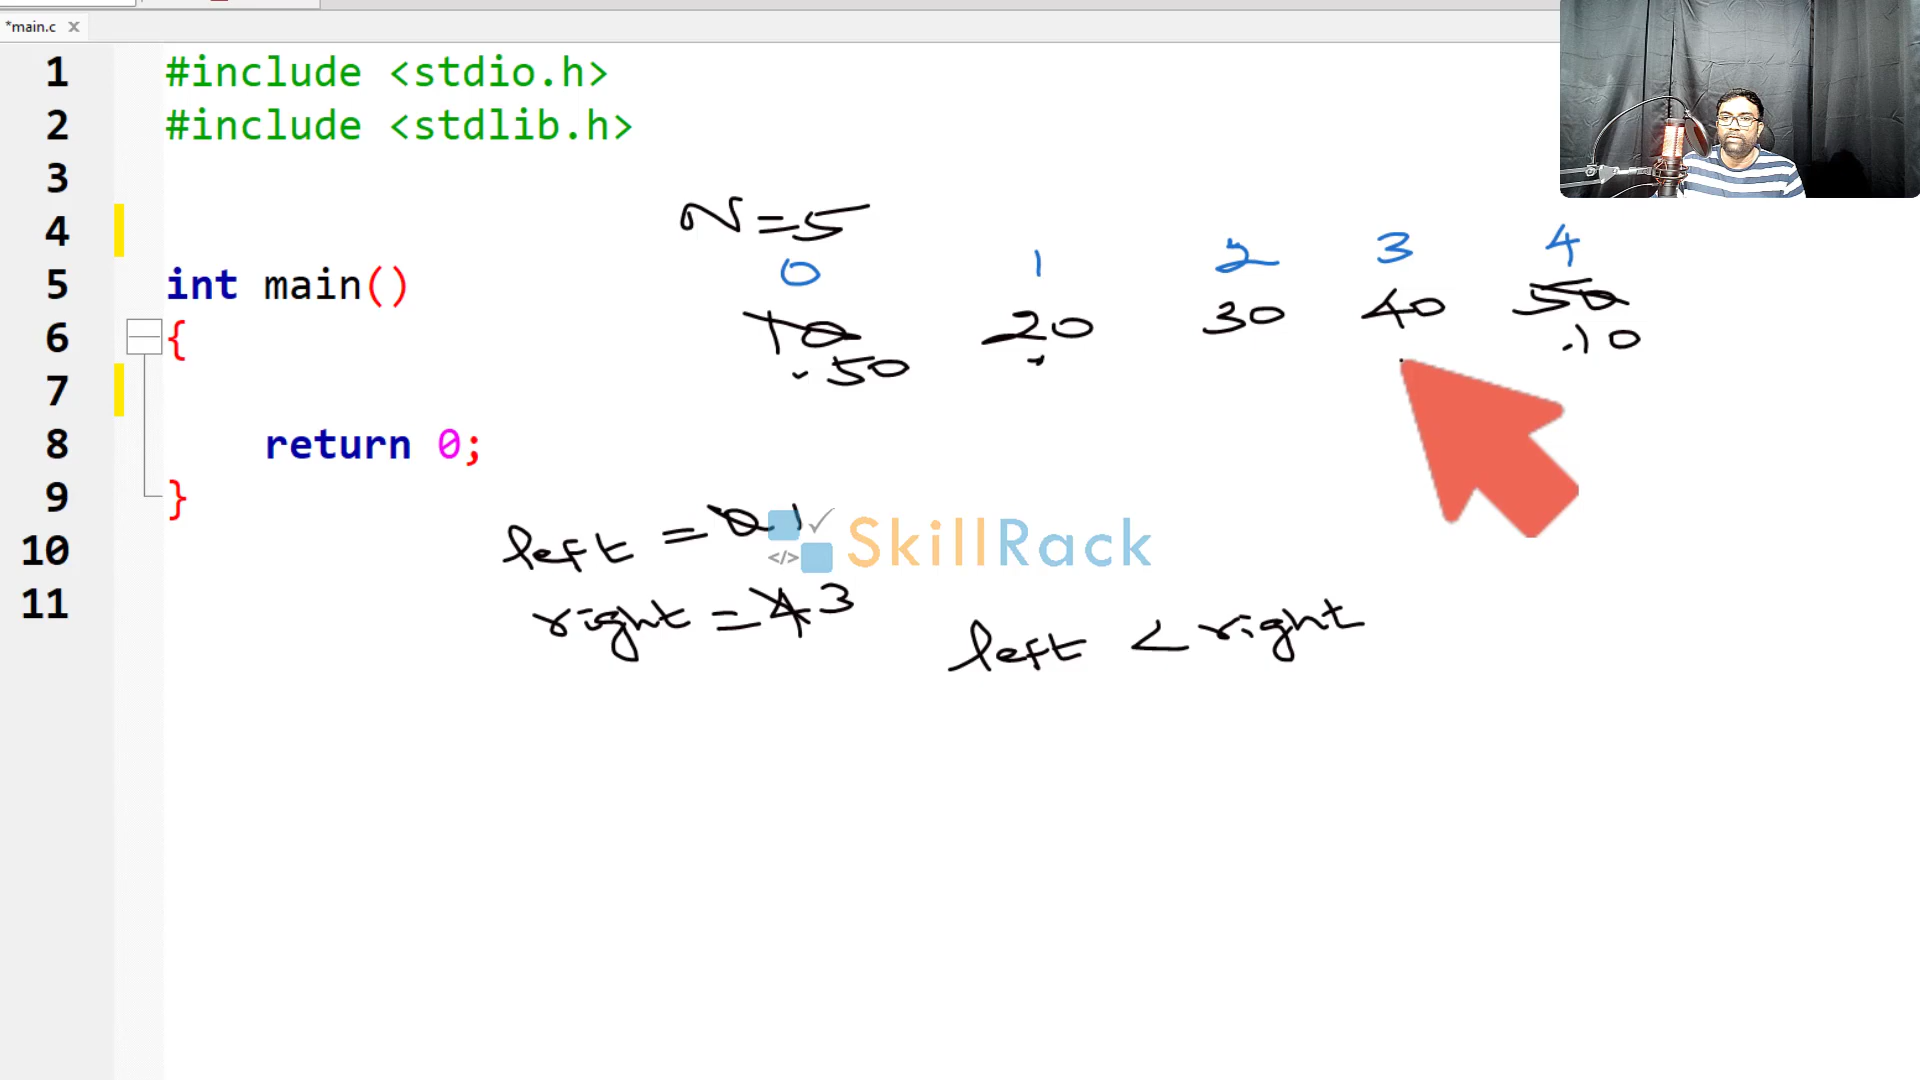 *main.c
1 #include <stdio.h>
2 #include <stdlib.h>
3
4
5 int main()
6 {
7
8 return 0;
9 }
10
11
N=5
0 1 2 3 4
10 20 30 40 50
50 10
left = 0 1
right = 4 3
left < right
</> SkillRack